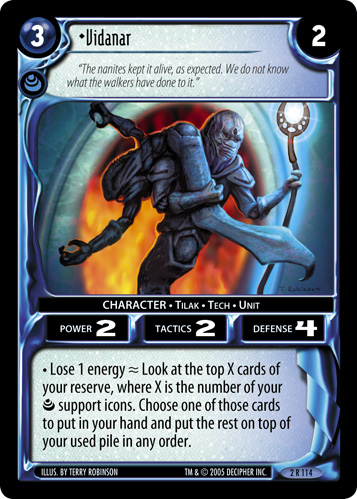 3 •Vidanar 2
"The nanites kept it alive, as expected. We do not know
what the walkers have done to it."
T. Robinson
CHARACTER • TILAK • TECH • UNIT
POWER 2 TACTICS 2 DEFENSE 4
• Lose 1 energy ≈ Look at the top X cards of
your reserve, where X is the number of your
support icons. Choose one of those cards
to put in your hand and put the rest on top of
your used pile in any order.
ILLUS. BY TERRY ROBINSON TM & © 2005 DECIPHER INC. 2 R 114